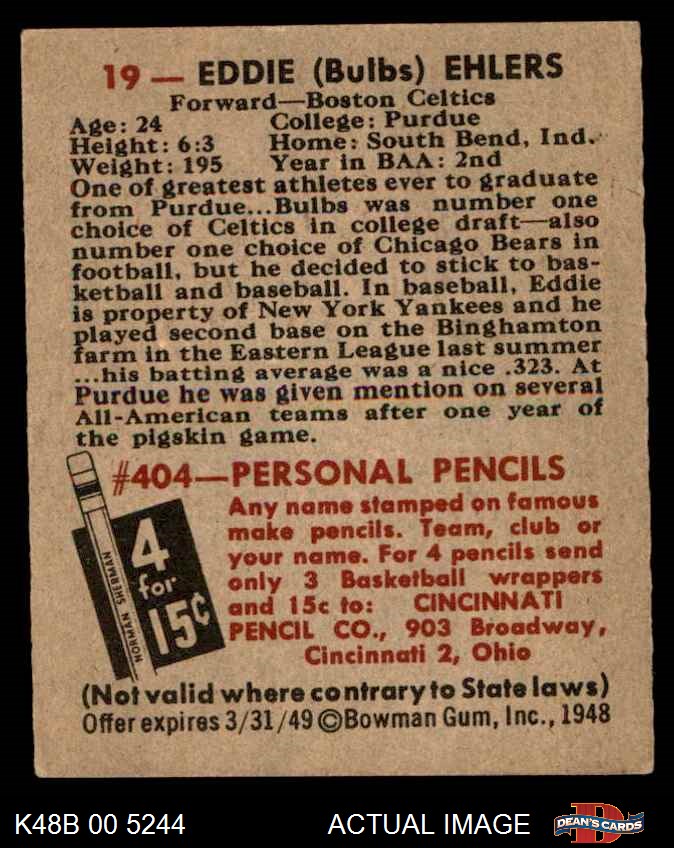 19 — EDDIE (Bulbs) EHLERS
Forward—Boston Celtics
Age: 24 College: Purdue
Height: 6:3 Home: South Bend, Ind.
Weight: 195 Year in BAA: 2nd
One of greatest athletes ever to graduate
from Purdue...Bulbs was number one
choice of Celtics in college draft—also
number one choice of Chicago Bears in
football, but he decided to stick to bas-
ketball and baseball. In baseball, Eddie
is property of New York Yankees and he
played second base on the Binghamton
farm in the Eastern League last summer
...his batting average was a nice .323. At
Purdue he was given mention on several
All-American teams after one year of
the pigskin game.
#404—PERSONAL PENCILS
NORMAN SHERMAN
4
for
15¢
Any name stamped on famous
make pencils. Team, club or
your name. For 4 pencils send
only 3 Basketball wrappers
and 15c to: CINCINNATI
PENCIL CO., 903 Broadway,
Cincinnati 2, Ohio
(Not valid where contrary to State laws)
Offer expires 3/31/49 ©Bowman Gum, Inc., 1948
K48B 00 5244 ACTUAL IMAGE
D
DEAN'S CARDS